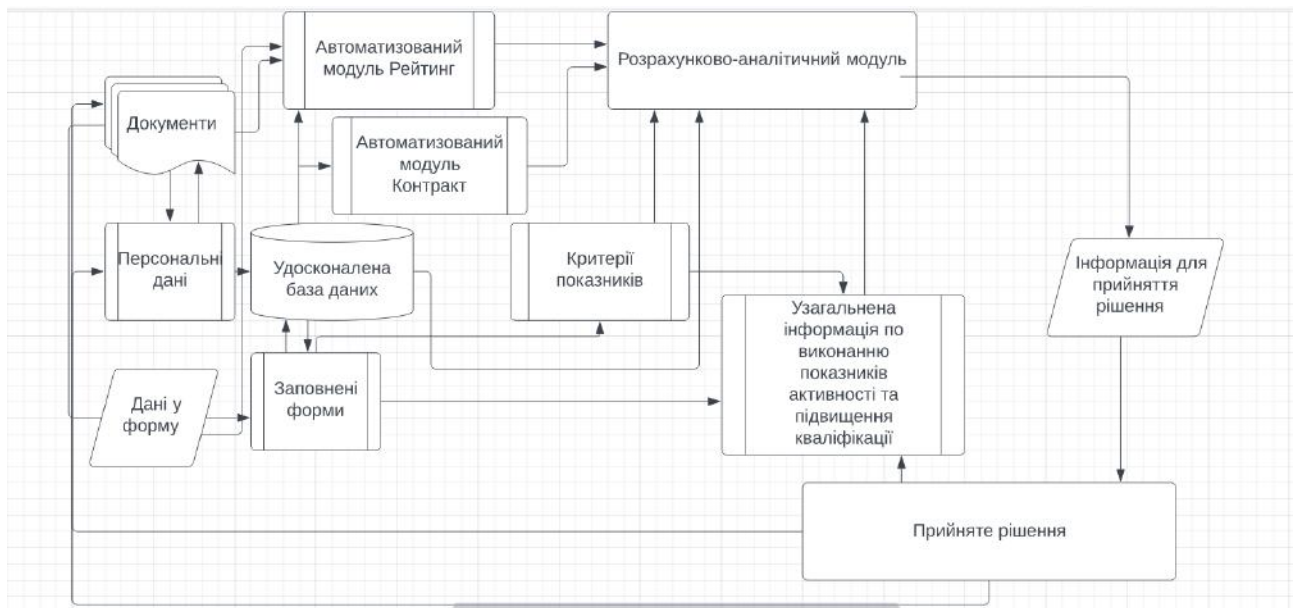 Автоматизований
модуль Рейтинг
Розрахунково-аналітичний модуль
Документи
Автоматизований
модуль
Контракт
Персональні
дані
Удосконалена
база даних
Критерії
показників
Інформація для
прийняття
рішення
Узагальнена
інформація по
виконанню
показників
активності та
підвищення
кваліфікації
Дані у
форму
Заповнені
форми
Прийняте рішення